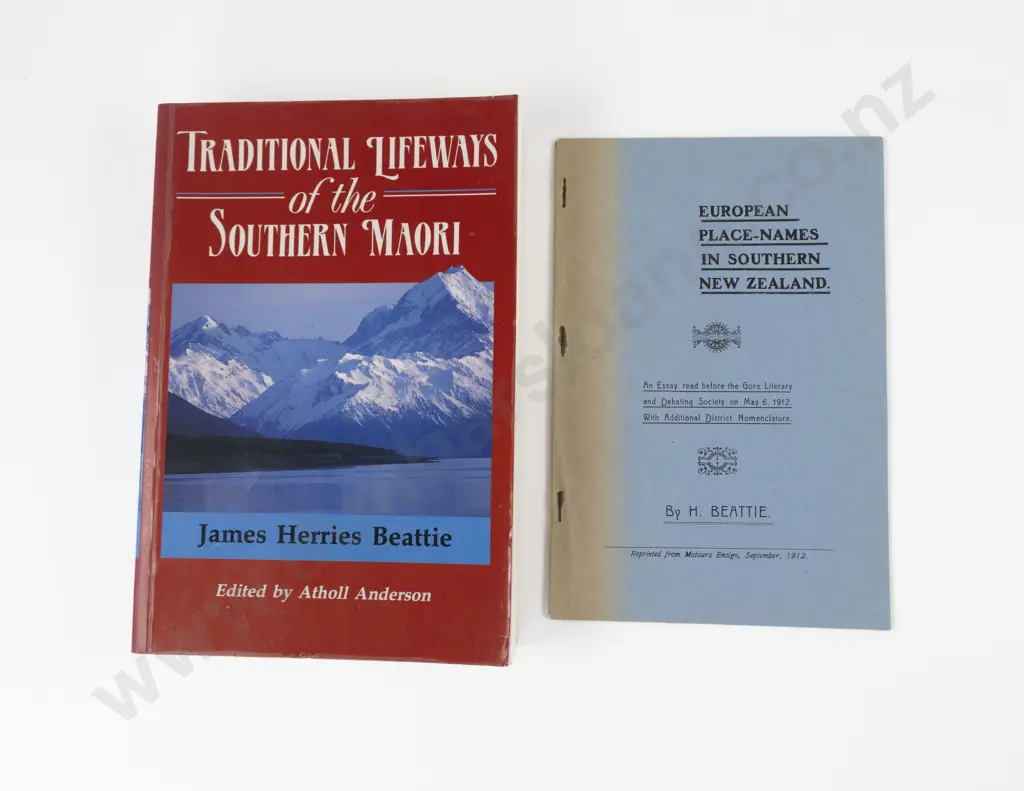 TRADITIONAL LIFEWAYS
of the
SOUTHERN MAORI
James Herries Beattie
Edited by Atholl Anderson
EUROPEAN
PLACE-NAMES
IN SOUTHERN
NEW ZEALAND.
An Essay read before the Gore Literary
and Debating Society on May 6, 1912.
With Additional District Nomenclature.
By H. BEATTIE.
Reprinted from Mataura Ensign, September, 1912.